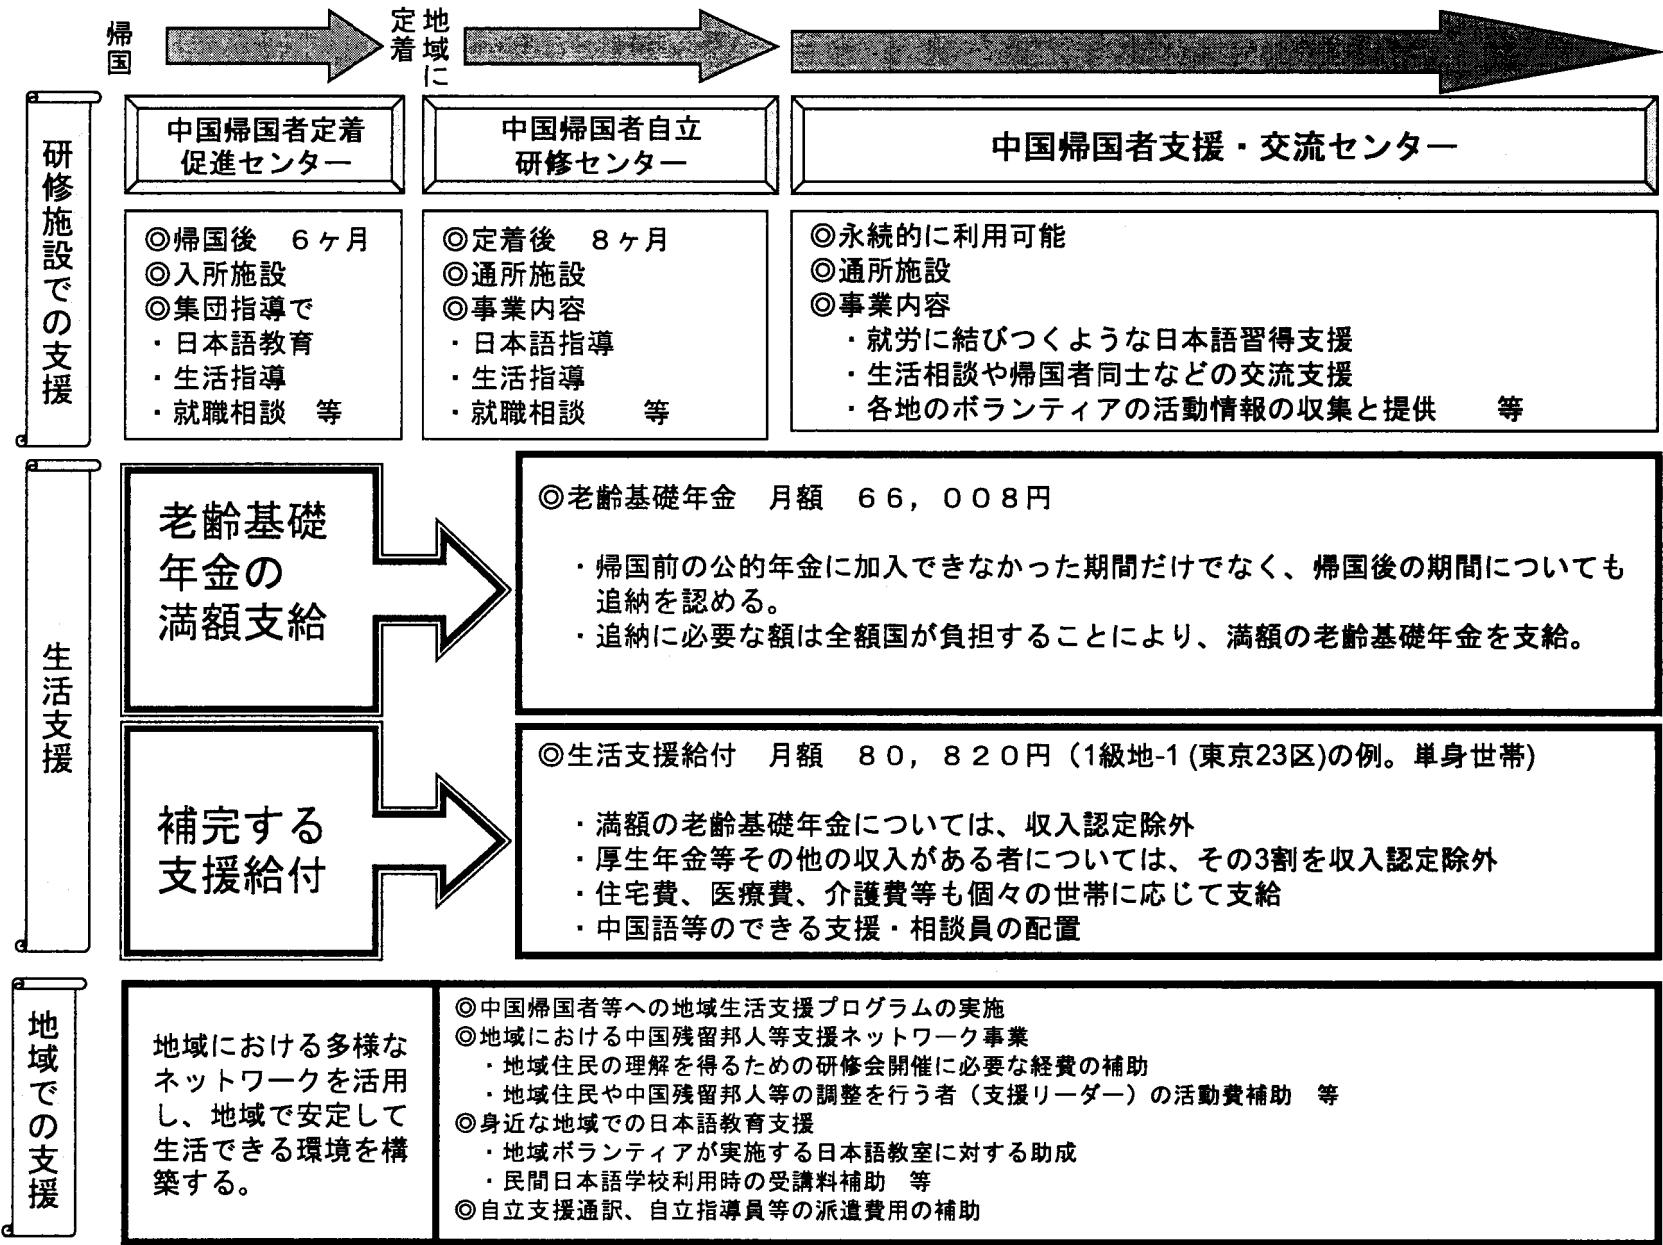 帰国
地域に
定着
研修施設での支援
中国帰国者定着
促進センター
中国帰国者自立
研修センター
中国帰国者支援・交流センター
◎帰国後　６ヶ月
◎入所施設
◎集団指導で
・日本語教育
・生活指導
・就職相談　等
◎定着後　８ヶ月
◎通所施設
◎事業内容
・日本語指導
・生活指導
・就職相談　　等
◎永続的に利用可能
◎通所施設
◎事業内容
・就労に結びつくような日本語習得支援
・生活相談や帰国者同士などの交流支援
・各地のボランティアの活動情報の収集と提供　　等
生活支援
老齢基礎
年金の
満額支給
◎老齢基礎年金　月額　６６，００８円
・帰国前の公的年金に加入できなかった期間だけでなく、帰国後の期間についても
追納を認める。
・追納に必要な額は全額国が負担することにより、満額の老齢基礎年金を支給。
補完する
支援給付
◎生活支援給付　月額　８０，８２０円（1級地-1 (東京23区)の例。単身世帯)
・満額の老齢基礎年金については、収入認定除外
・厚生年金等その他の収入がある者については、その3割を収入認定除外
・住宅費、医療費、介護費等も個々の世帯に応じて支給
・中国語等のできる支援・相談員の配置
地域での支援
地域における多様な
ネットワークを活用
し、地域で安定して
生活できる環境を構
築する。
◎中国帰国者等への地域生活支援プログラムの実施
◎地域における中国残留邦人等支援ネットワーク事業
・地域住民の理解を得るための研修会開催に必要な経費の補助
・地域住民や中国残留邦人等の調整を行う者（支援リーダー）の活動費補助　等
◎身近な地域での日本語教育支援
・地域ボランティアが実施する日本語教室に対する助成
・民間日本語学校利用時の受講料補助　等
◎自立支援通訳、自立指導員等の派遣費用の補助